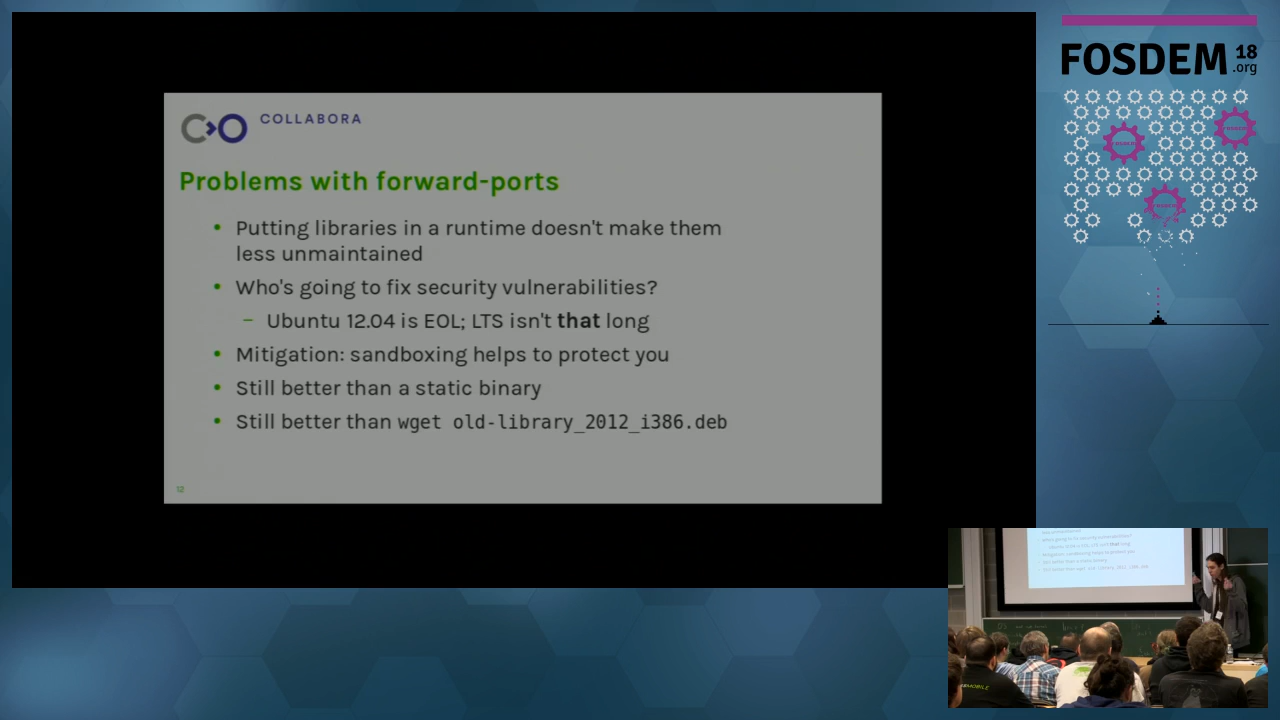 COLLABORA
Problems with forward-ports
• Putting libraries in a runtime doesn't make them
less unmaintained
• Who's going to fix security vulnerabilities?
– Ubuntu 12.04 is EOL; LTS isn't that long
• Mitigation: sandboxing helps to protect you
• Still better than a static binary
• Still better than wget old-library_2012_i386.deb
12
FOSDEM 18
.org